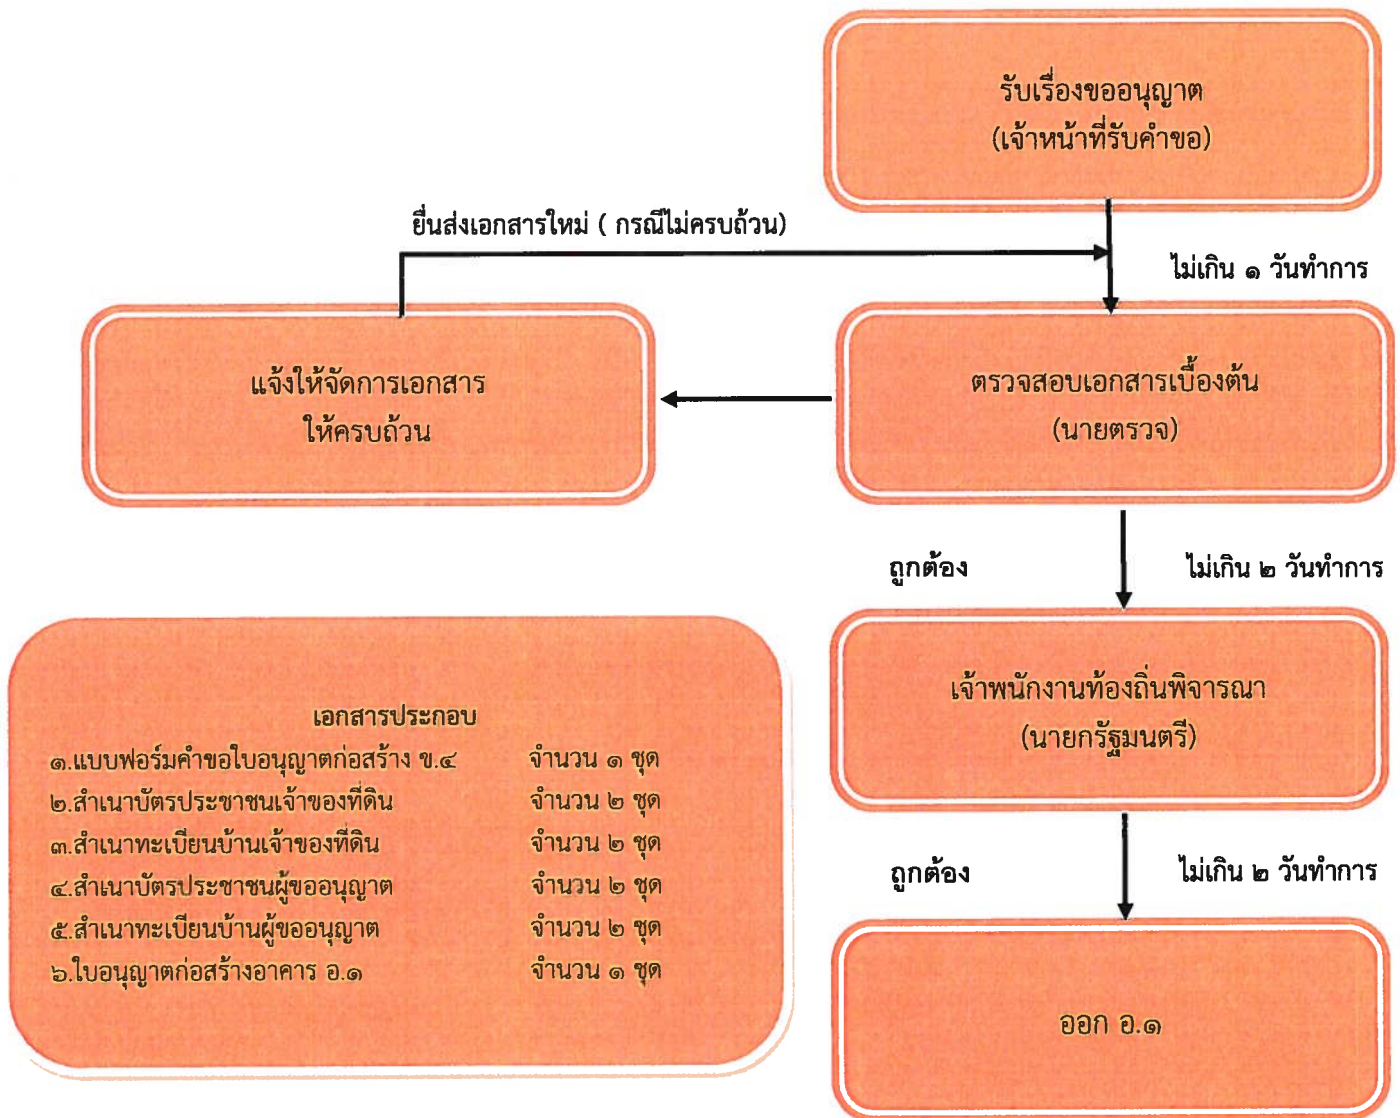 รับเรื่องขออนุญาต
(เจ้าหน้าที่รับคำขอ)
ยื่นส่งเอกสารใหม่ ( กรณีไม่ครบถ้วน)
ไม่เกิน ๑ วันทำการ
แจ้งให้จัดการเอกสาร
ให้ครบถ้วน
ตรวจสอบเอกสารเบื้องต้น
(นายตรวจ)
ถูกต้อง ไม่เกิน ๒ วันทำการ
เจ้าพนักงานท้องถิ่นพิจารณา
(นายกรัฐมนตรี)
ถูกต้อง ไม่เกิน ๒ วันทำการ
ออก อ.๑
เอกสารประกอบ
๑.แบบฟอร์มคำขอใบอนุญาตก่อสร้าง ข.๔ จำนวน ๑ ชุด
๒.สำเนาบัตรประชาชนเจ้าของที่ดิน จำนวน ๒ ชุด
๓.สำเนาทะเบียนบ้านเจ้าของที่ดิน จำนวน ๒ ชุด
๔.สำเนาบัตรประชาชนผู้ขออนุญาต จำนวน ๒ ชุด
๕.สำเนาทะเบียนบ้านผู้ขออนุญาต จำนวน ๒ ชุด
๖.ใบอนุญาตก่อสร้างอาคาร อ.๑ จำนวน ๑ ชุด